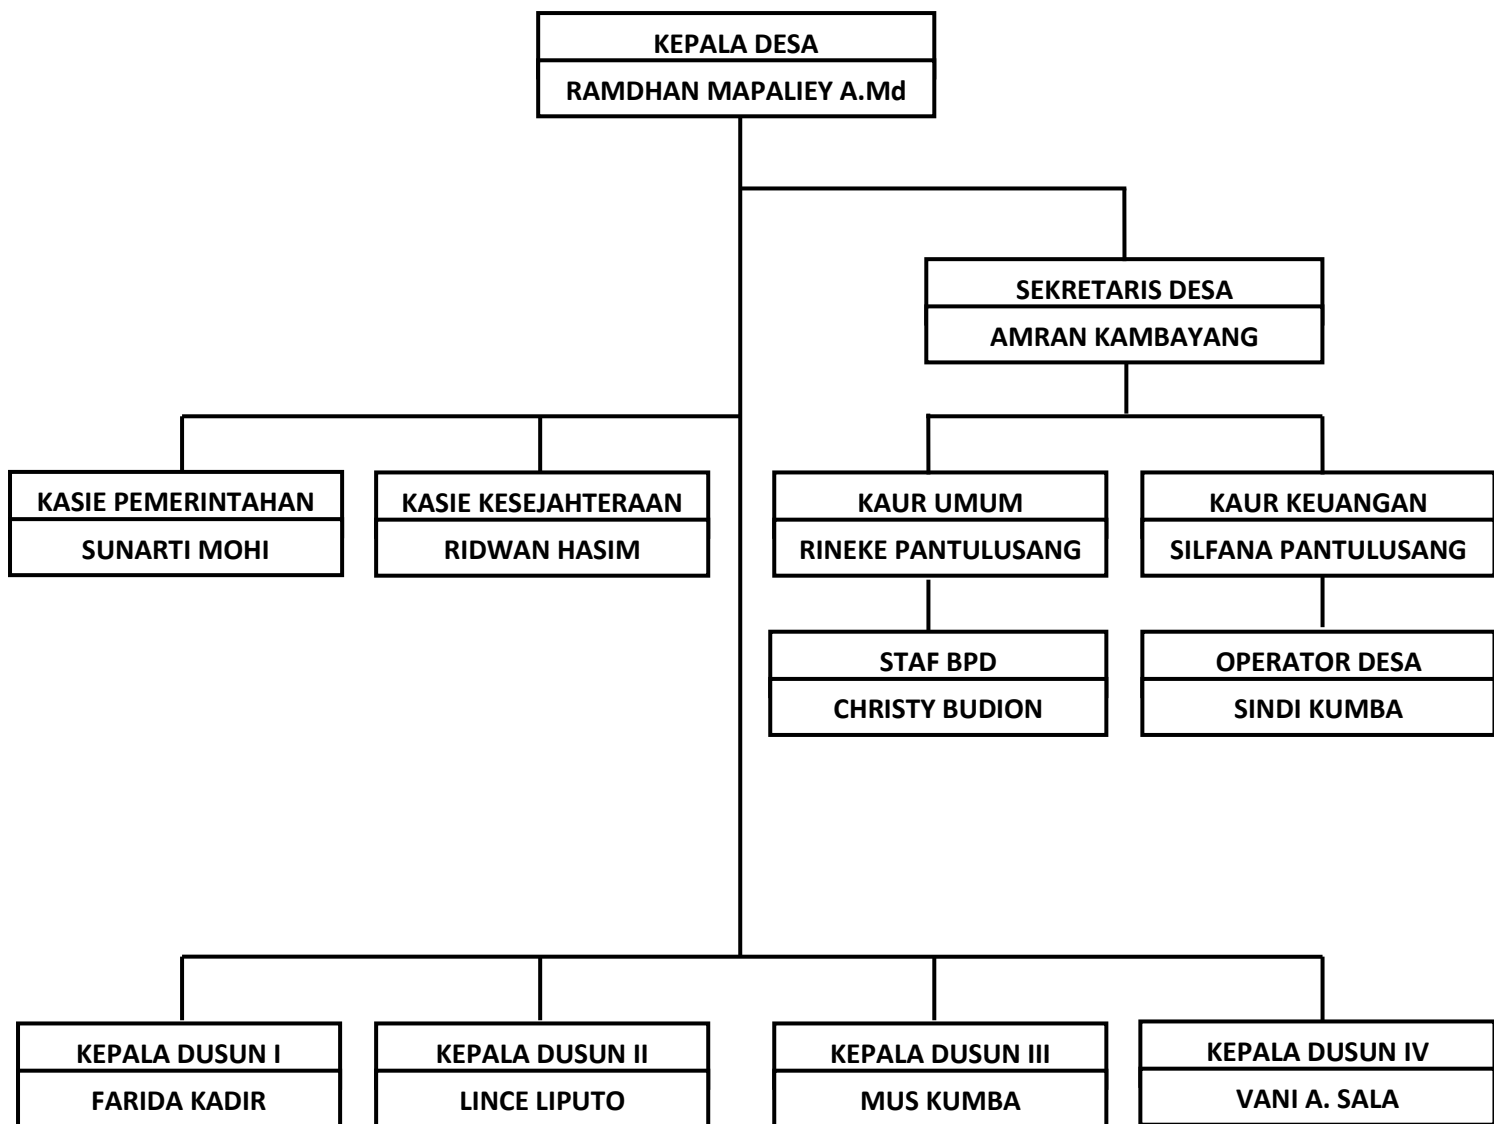 KEPALA DESA
RAMDHAN MAPALIEY A.Md
SEKRETARIS DESA
AMRAN KAMBAYANG
KASIE PEMERINTAHAN
SUNARTI MOHI
KASIE KESEJAHTERAAN
RIDWAN HASIM
KAUR UMUM
RINEKE PANTULUSANG
KAUR KEUANGAN
SILFANA PANTULUSANG
STAF BPD
CHRISTY BUDION
OPERATOR DESA
SINDI KUMBA
KEPALA DUSUN I
FARIDA KADIR
KEPALA DUSUN II
LINCE LIPUTO
KEPALA DUSUN III
MUS KUMBA
KEPALA DUSUN IV
VANI A. SALA